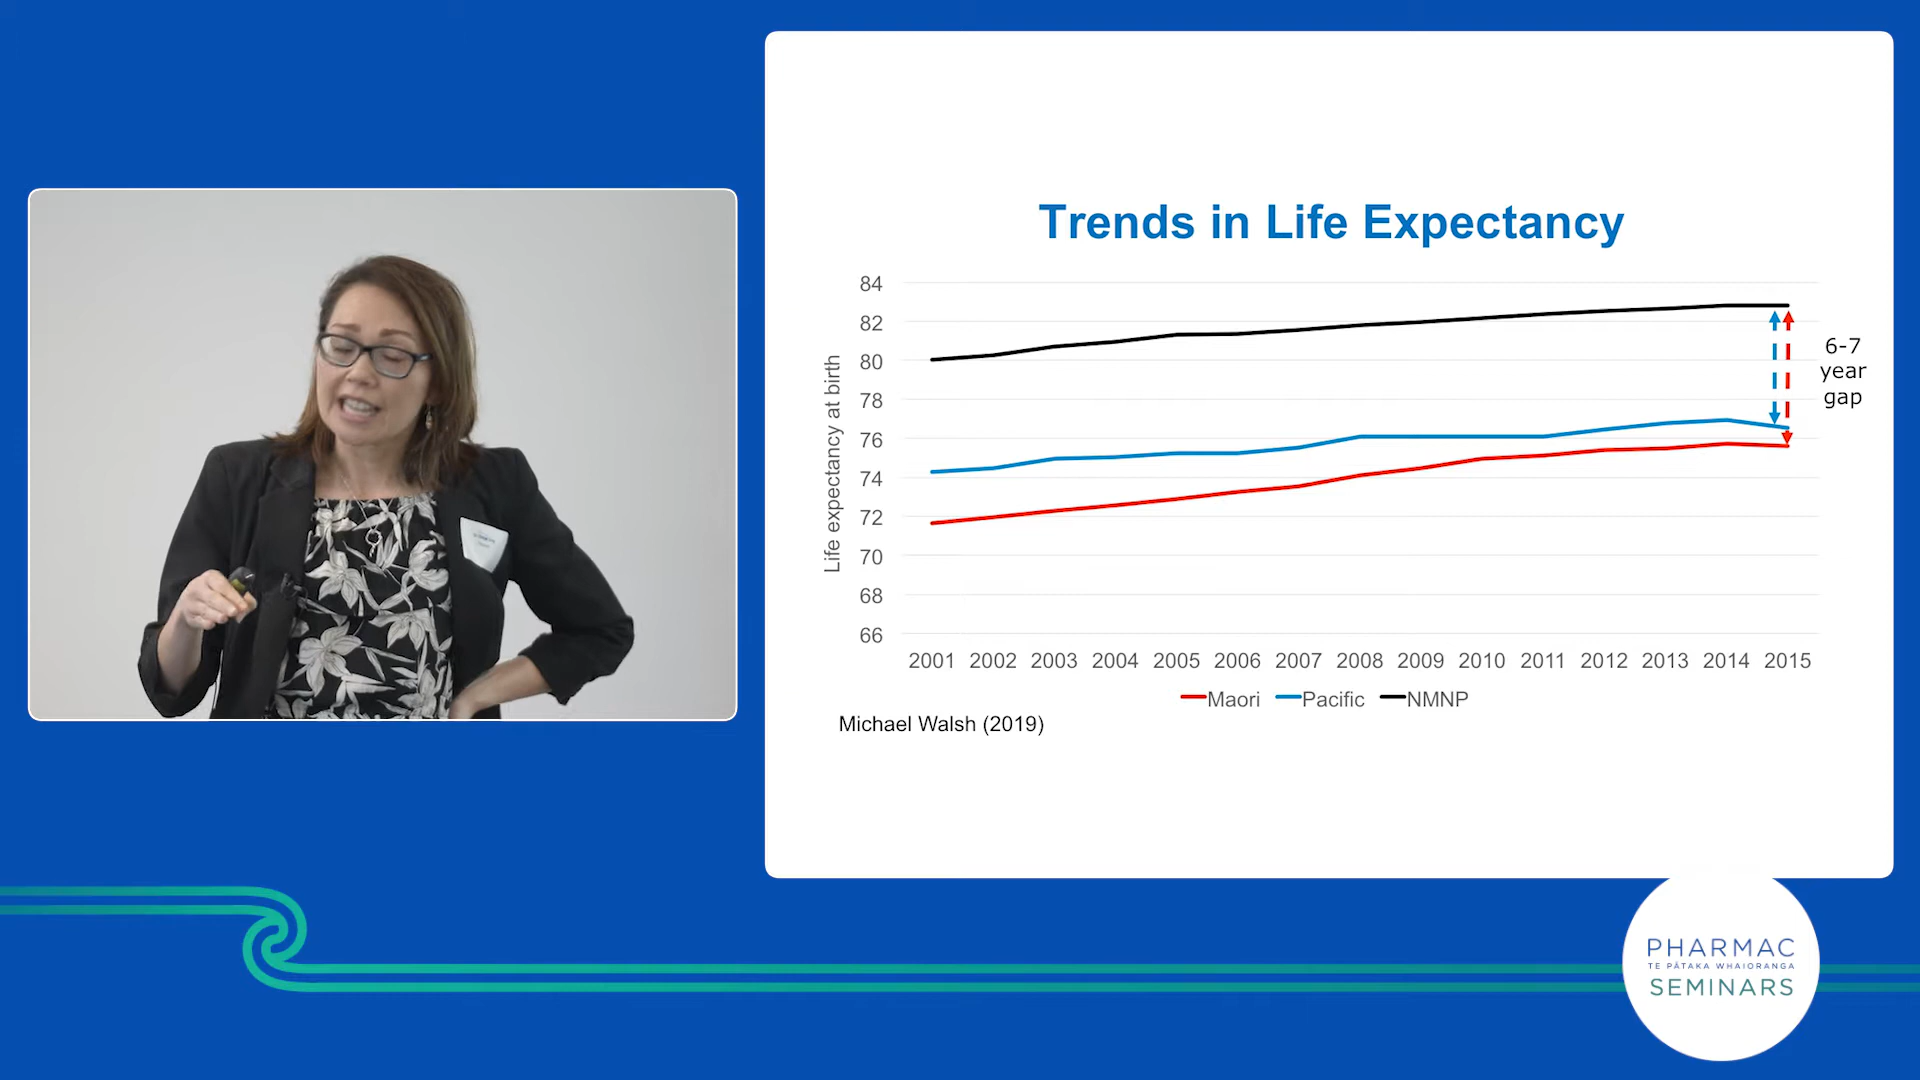 Trends in Life Expectancy
Life expectancy at birth
84
82
80
78
76
74
72
70
68
66
2001 2002 2003 2004 2005 2006 2007 2008 2009 2010 2011 2012 2013 2014 2015
6-7
year
gap
Maori Pacific NMNP
Michael Walsh (2019)
PHARMAC
TE PĀTAKA WHAIORANGA
SEMINARS